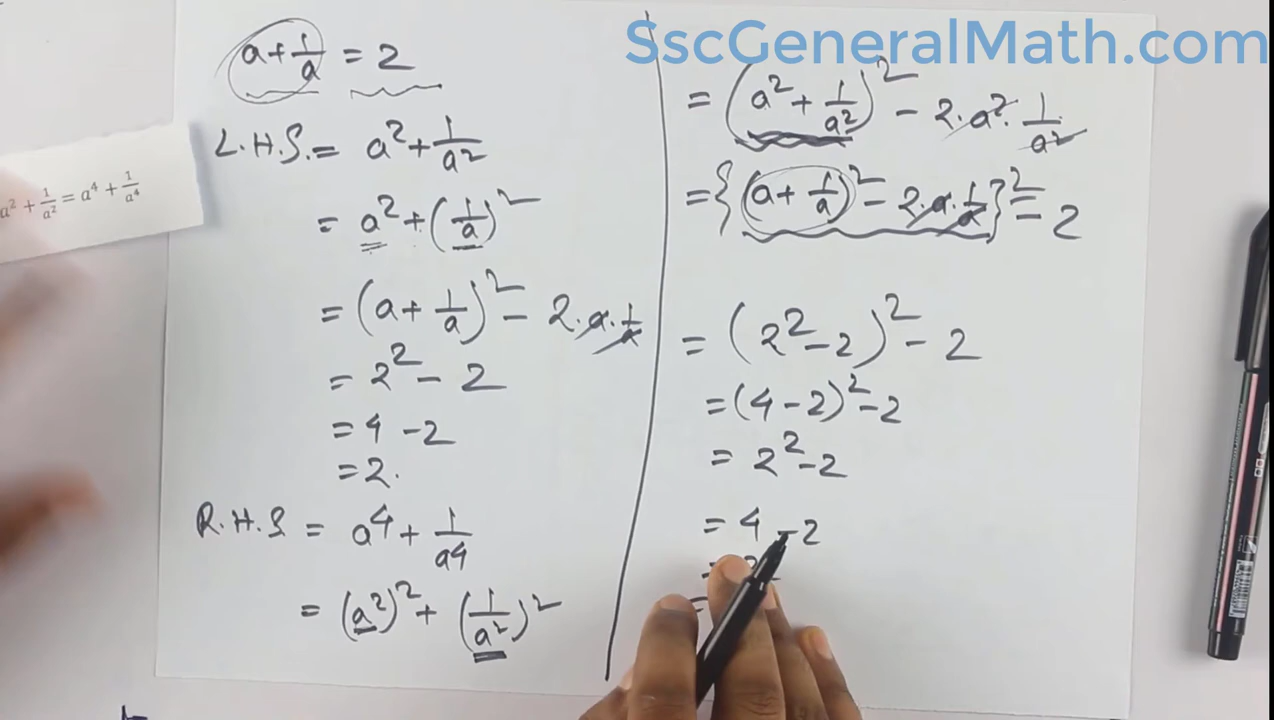 SscGeneralMath.com
a² + 1/a² = a⁴ + 1/a⁴
a + 1/a = 2
L.H.S. = a² + 1/a²
= a² + (1/a)²
= (a + 1/a)² - 2·a·1/a
= 2² - 2
= 4 - 2
= 2.
R.H.S = a⁴ + 1/a⁴
= (a²)² + (1/a²)²
= (a² + 1/a²)² - 2·a²·1/a²
= {(a + 1/a)² - 2·a·1/a}² - 2
= (2² - 2)² - 2
= (4 - 2)² - 2
= 2² - 2
= 4 - 2
=
=